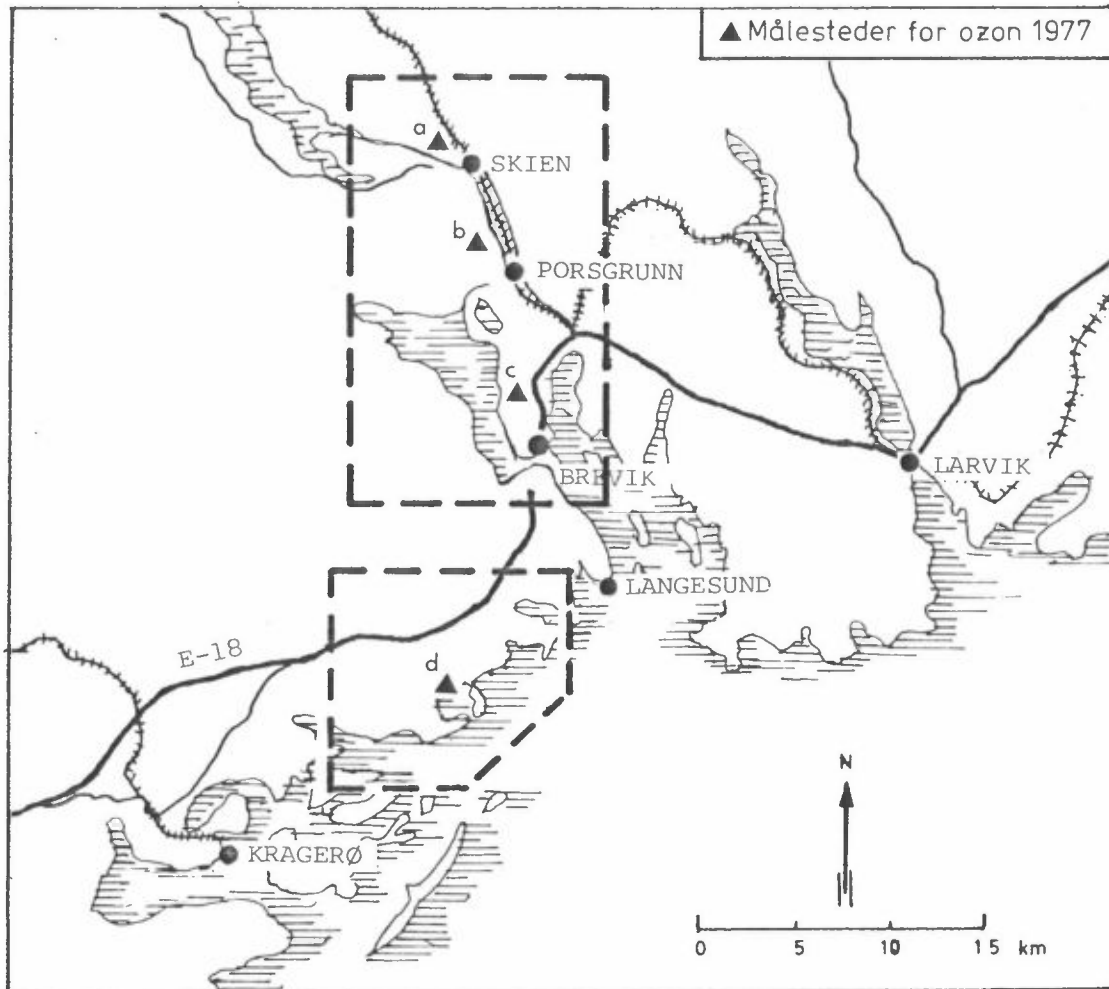 ▲ Målesteder for ozon 1977
a
SKIEN
b
PORSGRUNN
c
BREVIK
LARVIK
LANGESUND
E-18
d
N
KRAGERØ
0 5 10 15 km